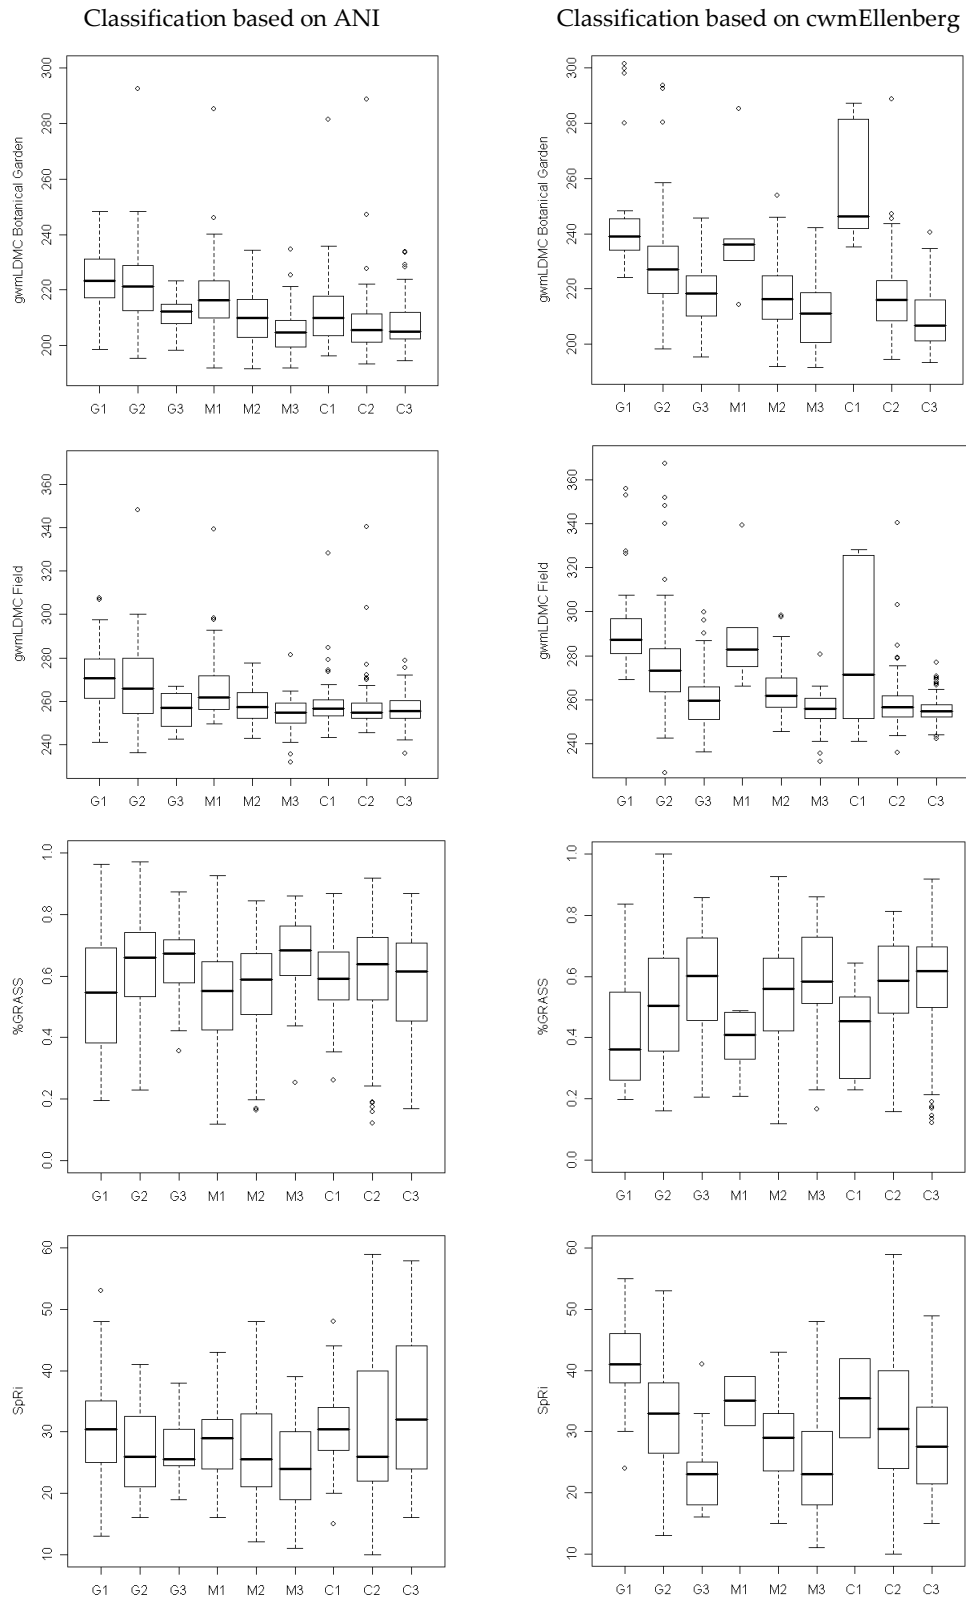 Classification based on ANI
Classification based on cwmEllenberg
gwmLDMC Botanical Garden
300
280
260
240
220
200
G1 G2 G3 M1 M2 M3 C1 C2 C3
gwmLDMC Botanical Garden
300
280
260
240
220
200
G1 G2 G3 M1 M2 M3 C1 C2 C3
gwmLDMC Field
360
340
320
300
280
260
240
G1 G2 G3 M1 M2 M3 C1 C2 C3
gwmLDMC Field
360
340
320
300
280
260
240
G1 G2 G3 M1 M2 M3 C1 C2 C3
%GRASS
1.0
0.8
0.6
0.4
0.2
0.0
G1 G2 G3 M1 M2 M3 C1 C2 C3
%GRASS
1.0
0.8
0.6
0.4
0.2
0.0
G1 G2 G3 M1 M2 M3 C1 C2 C3
SpRi
60
50
40
30
20
10
G1 G2 G3 M1 M2 M3 C1 C2 C3
SpRi
60
50
40
30
20
10
G1 G2 G3 M1 M2 M3 C1 C2 C3